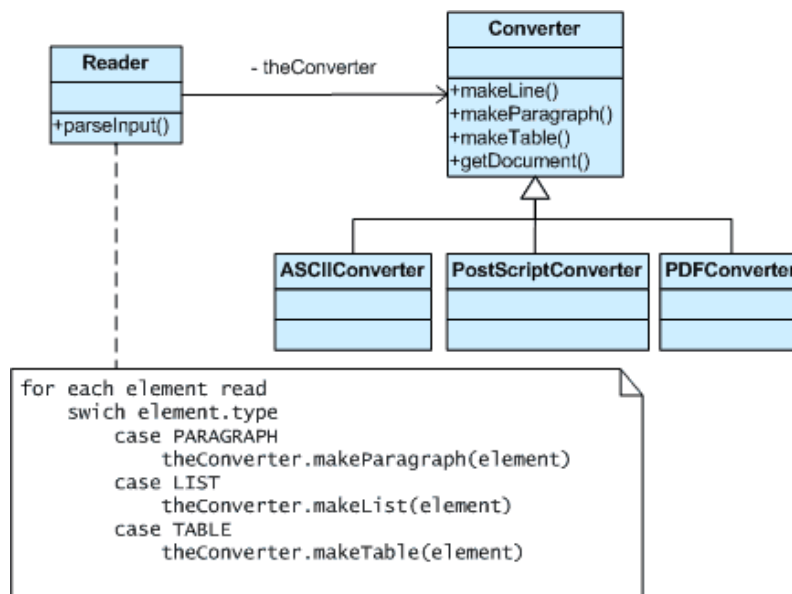 Reader
+parseInput()
- theConverter
Converter
+makeLine()
+makeParagraph()
+makeTable()
+getDocument()
ASCIIConverter
PostScriptConverter
PDFConverter
for each element read
swich element.type
case PARAGRAPH
theConverter.makeParagraph(element)
case LIST
theConverter.makeList(element)
case TABLE
theConverter.makeTable(element)